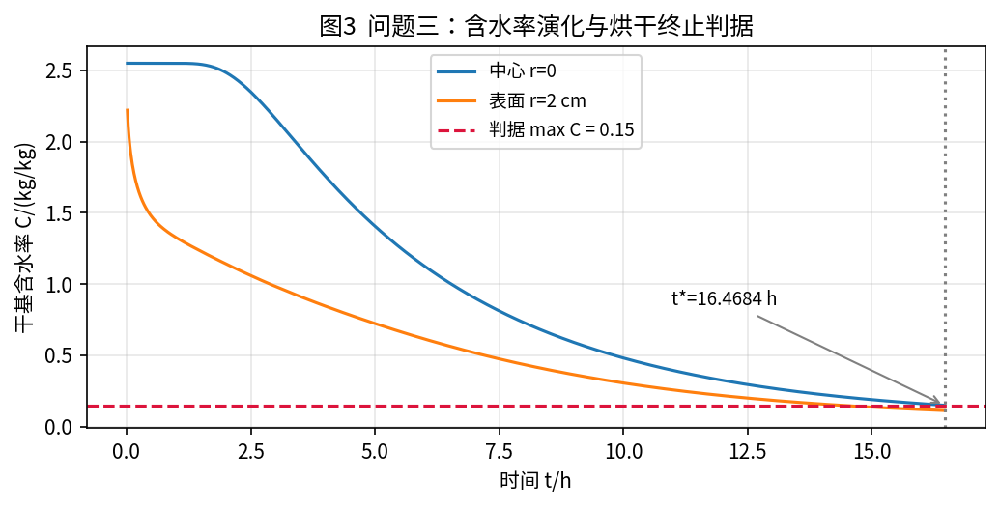 图3 问题三：含水率演化与烘干终止判据
干基含水率 C/(kg/kg)
2.5
2.0
1.5
1.0
0.5
0.0
中心 r=0
表面 r=2 cm
判据 max C = 0.15
t*=16.4684 h
0.0 2.5 5.0 7.5 10.0 12.5 15.0
时间 t/h